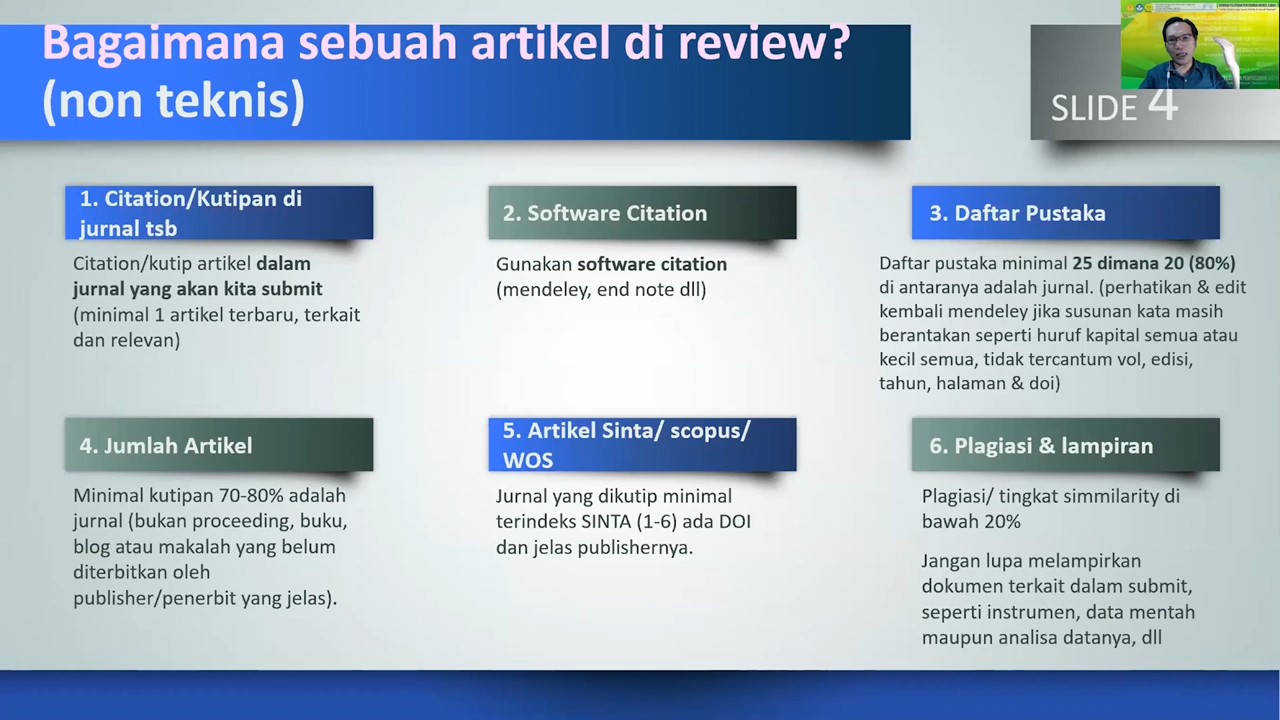 Bagaimana sebuah artikel di review?
(non teknis)
SLIDE 4
1. Citation/Kutipan di
jurnal tsb
Citation/kutip artikel dalam
jurnal yang akan kita submit
(minimal 1 artikel terbaru, terkait
dan relevan)
2. Software Citation
Gunakan software citation
(mendeley, end note dll)
3. Daftar Pustaka
Daftar pustaka minimal 25 dimana 20 (80%)
di antaranya adalah jurnal. (perhatikan & edit
kembali mendeley jika susunan kata masih
berantakan seperti huruf kapital semua atau
kecil semua, tidak tercantum vol, edisi,
tahun, halaman & doi)
4. Jumlah Artikel
Minimal kutipan 70-80% adalah
jurnal (bukan proceeding, buku,
blog atau makalah yang belum
diterbitkan oleh
publisher/penerbit yang jelas).
5. Artikel Sinta/ scopus/
WOS
Jurnal yang dikutip minimal
terindeks SINTA (1-6) ada DOI
dan jelas publishernya.
6. Plagiasi & lampiran
Plagiasi/ tingkat simmilarity di
bawah 20%
Jangan lupa melampirkan
dokumen terkait dalam submit,
seperti instrumen, data mentah
maupun analisa datanya, dll